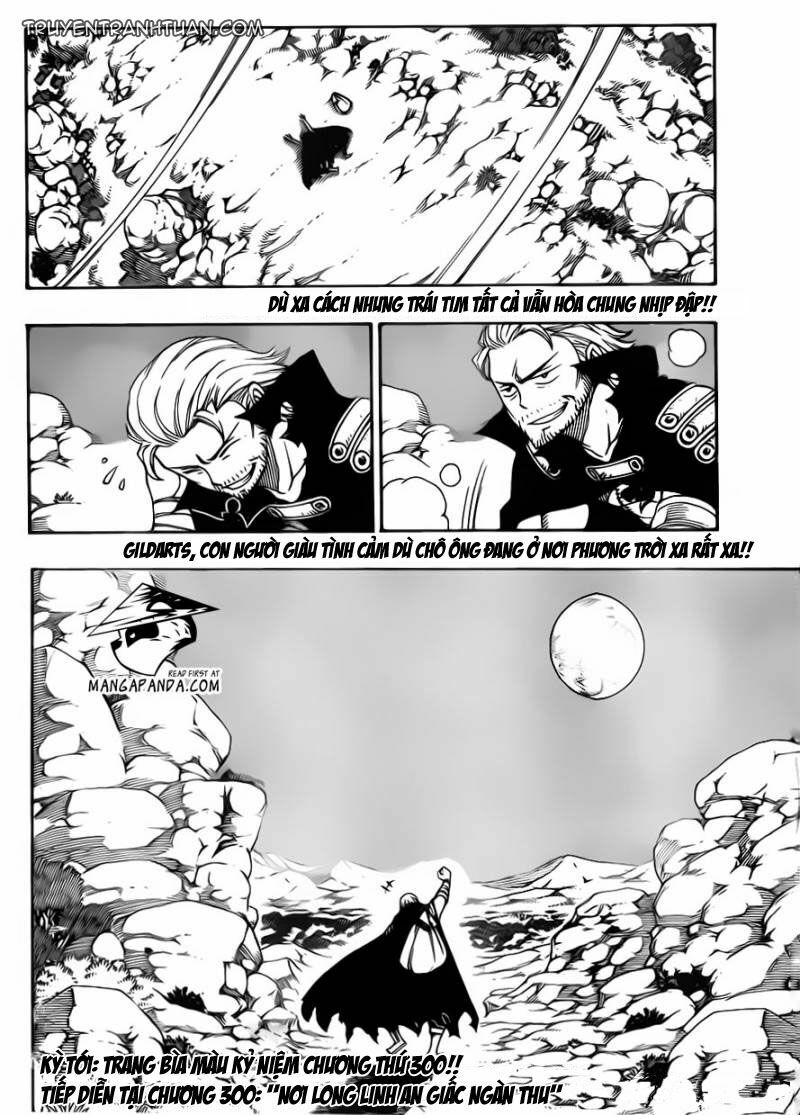 TRUYENTRANHTUAN.COM
DÙ XA CÁCH NHƯNG TRÁI TIM TẤT CẢ VẪN HÒA CHUNG NHỊP ĐẬP!!
GILDARTS, CON NGƯỜI GIÀU TÌNH CẢM DÙ CHÔ ÔNG ĐANG Ở NƠI PHƯƠNG TRỜI XA RẤT XA!!
READ FIRST AT
MANGAPANDA.COM
KỲ TỚI: TRANG BÌA MÀU KỶ NIỆM CHƯƠNG THỨ 300!!
TIẾP DIỄN TẠI CHƯƠNG 300: "NƠI LONG LINH AN GIẤC NGÀN THU"